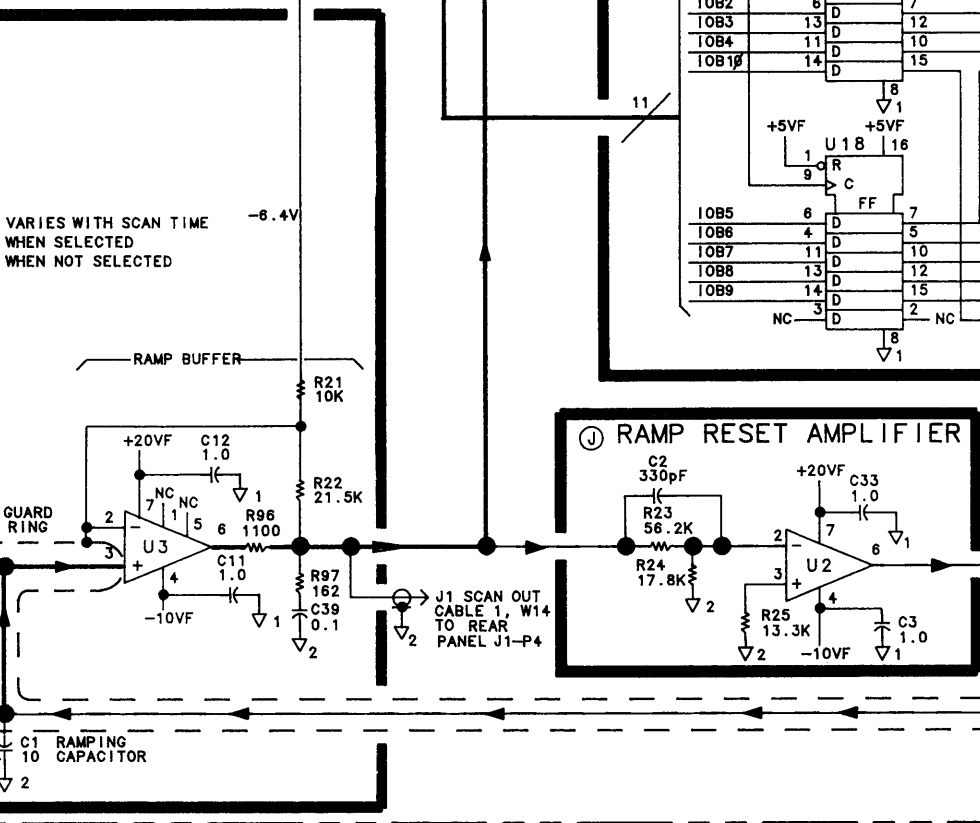 IOB2 6 D 7
IOB3 13 D 12
IOB4 11 D 10
IOB10 14 D 15
8
1
11
+5VF +5VF
U18 16
1 R
9 C
FF
IOB5 6 D 7
IOB6 4 D 5
IOB7 11 D 10
IOB8 13 D 12
IOB9 14 D 15
NC 3 D 2 NC
8
1
VARIES WITH SCAN TIME
WHEN SELECTED
WHEN NOT SELECTED
-6.4V
RAMP BUFFER
R21
10K
+20VF
C12
1.0
1
R22
21.5K
NC
NC
7
1
5
GUARD
RING
2
-
3
+
U3
6
R96
1100
4
-10VF
C11
1.0
1
R97
162
C39
0.1
2
J1 SCAN OUT
CABLE 1, W14
TO REAR
PANEL J1-P4
2
J RAMP RESET AMPLIFIER
C2
330pF
R23
56.2K
R24
17.8K
2
+20VF
C33
1.0
1
7
2
-
3
+
U2
6
4
R25
13.3K
2
-10VF
C3
1.0
1
C1 RAMPING
10 CAPACITOR
2